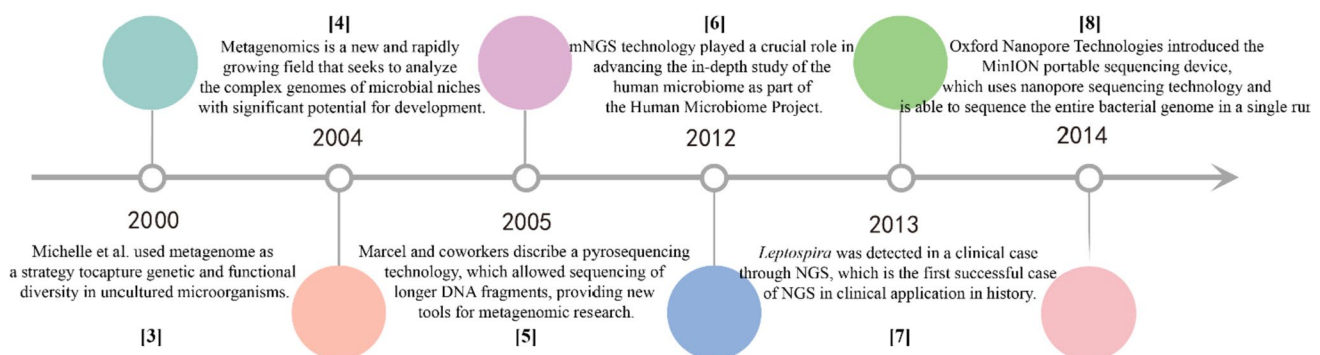 [4]
Metagenomics is a new and rapidly
growing field that seeks to analyze
the complex genomes of microbial niches
with significant potential for development.
2004
[6]
mNGS technology played a crucial role in
advancing the in-depth study of the
human microbiome as part of
the Human Microbiome Project.
2012
[8]
Oxford Nanopore Technologies introduced the
MinION portable sequencing device,
which uses nanopore sequencing technology and
is able to sequence the entire bacterial genome in a single run
2014
2000
Michelle et al. used metagenome as
a strategy tocapture genetic and functional
diversity in uncultured microorganisms.
[3]
2005
Marcel and coworkers discribe a pyrosequencing
technology, which allowed sequencing of
longer DNA fragments, providing new
tools for metagenomic research.
[5]
2013
Leptospira was detected in a clinical case
through NGS, which is the first successful case
of NGS in clinical application in history.
[7]